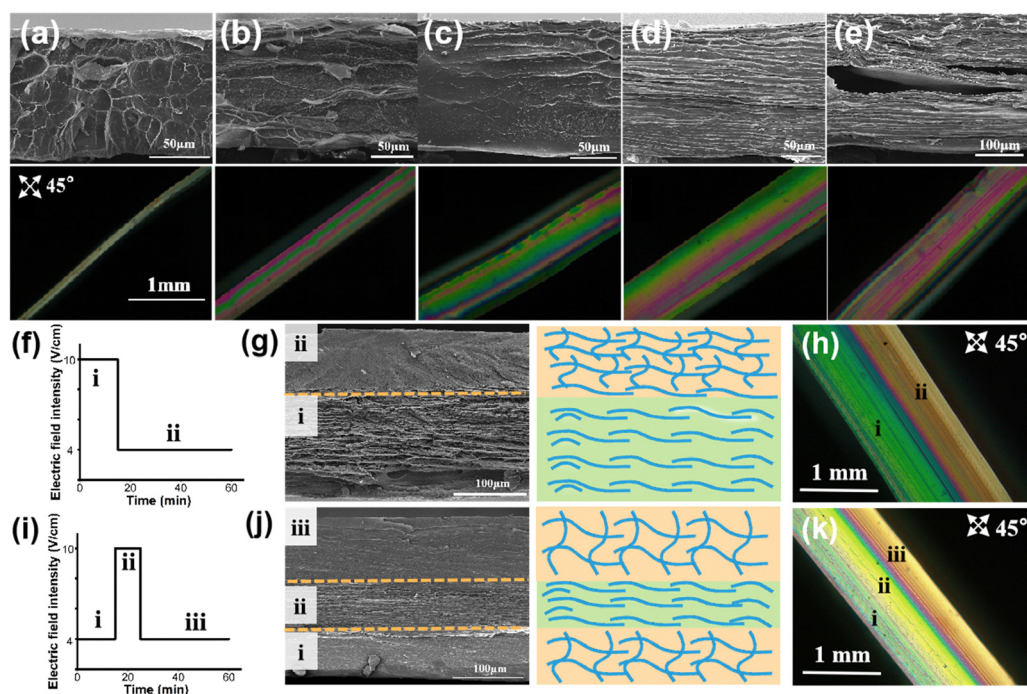 (a) (b) (c) (d) (e)
50μm 50μm 50μm 50μm 100μm
45°
1mm
(f) (g) (h)
Electric field intensity (V/cm)
10
4
i
ii
0 20 40 60
Time (min)
ii
i
100μm
45°
ii
i
1 mm
(i) (j) (k)
Electric field intensity (V/cm)
10
4
ii
i iii
0 20 40 60
Time (min)
iii
ii
i
100μm
45°
iii
ii
i
1 mm